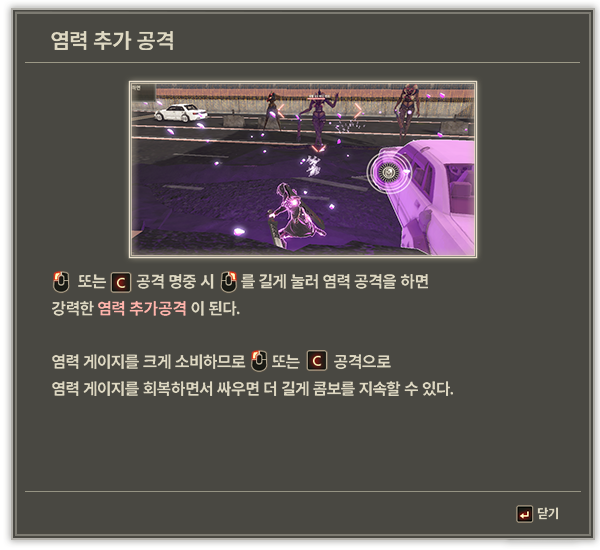 염력 추가 공격
또는 C 공격 명중 시 를 길게 눌러 염력 공격을 하면
강력한 염력 추가공격 이 된다.
염력 게이지를 크게 소비하므로 또는 C 공격으로
염력 게이지를 회복하면서 싸우면 더 길게 콤보를 지속할 수 있다.
닫기